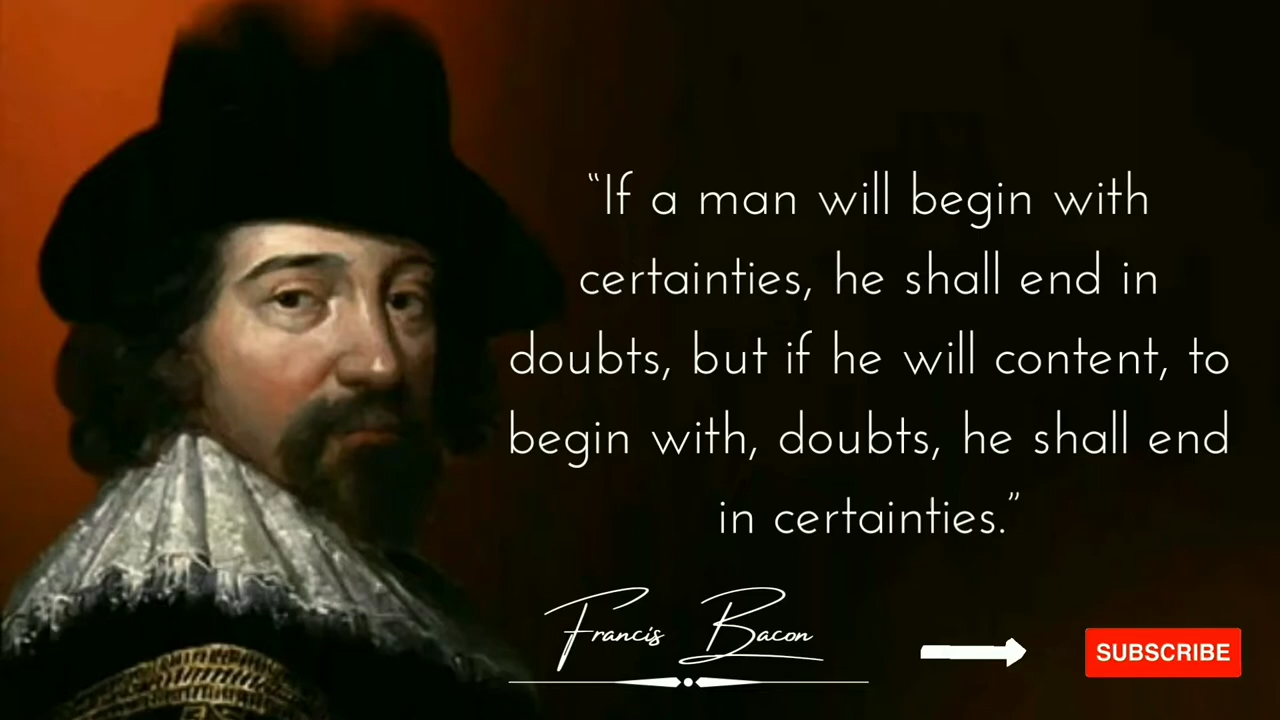 “If a man will begin with
certainties, he shall end in
doubts, but if he will content, to
begin with, doubts, he shall end
in certainties.”
Francis Bacon
SUBSCRIBE